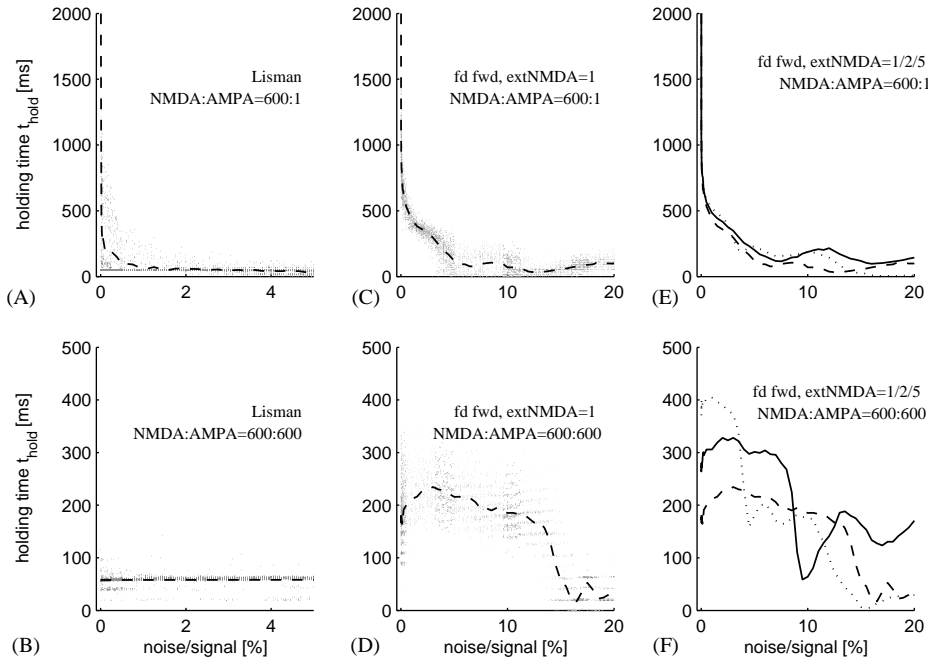 2000
1500
1000
500
0
holding time t_hold [ms]
Lisman
NMDA:AMPA=600:1
0
2
4
(A)
2000
1500
1000
500
0
fd fwd, extNMDA=1
NMDA:AMPA=600:1
0
10
20
(C)
2000
1500
1000
500
0
fd fwd, extNMDA=1/2/5
NMDA:AMPA=600:1
0
10
20
(E)
500
400
300
200
100
0
holding time t_hold [ms]
Lisman
NMDA:AMPA=600:600
0
2
4
noise/signal [%]
(B)
500
400
300
200
100
0
fd fwd, extNMDA=1
NMDA:AMPA=600:600
0
10
20
noise/signal [%]
(D)
500
400
300
200
100
0
fd fwd, extNMDA=1/2/5
NMDA:AMPA=600:600
0
10
20
noise/signal [%]
(F)